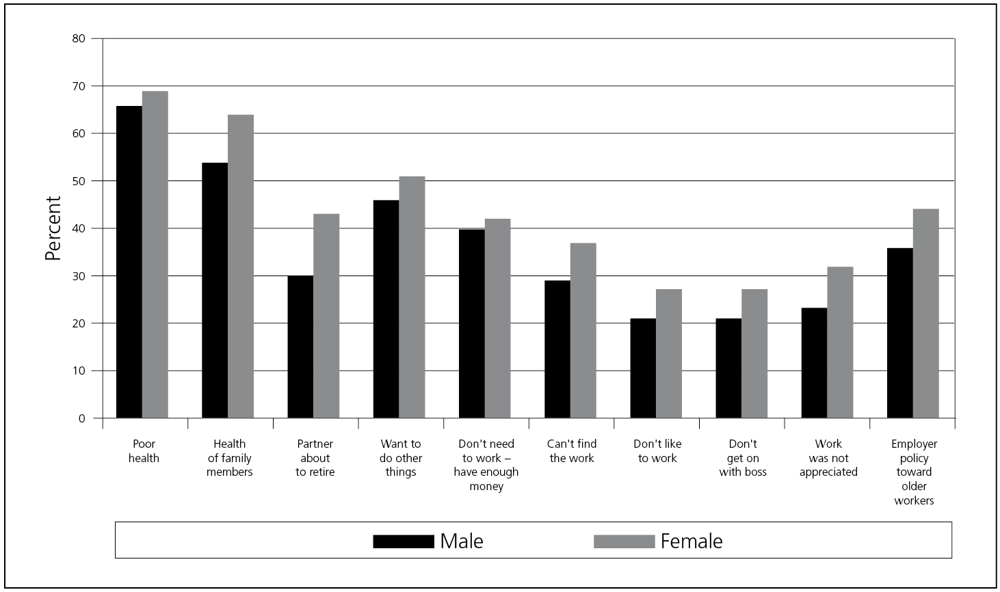 80
70
60
50
40
30
20
10
0
Percent
Poor
health
Health
of family
members
Partner
about
to retire
Want to
do other
things
Don't need
to work –
have enough
money
Can't find
the work
Don't like
to work
Don't
get on
with boss
Work
was not
appreciated
Employer
policy
toward
older
workers
Male
Female